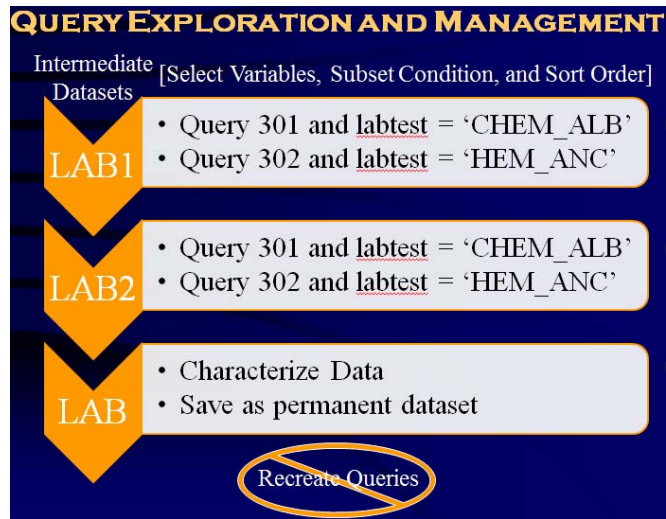 QUERY EXPLORATION AND MANAGEMENT
Intermediate Datasets
[Select Variables, Subset Condition, and Sort Order]
LAB1
• Query 301 and labtest = ‘CHEM_ALB’
• Query 302 and labtest = ‘HEM_ANC’
LAB2
• Query 301 and labtest = ‘CHEM_ALB’
• Query 302 and labtest = ‘HEM_ANC’
LAB
• Characterize Data
• Save as permanent dataset
Recreate Queries